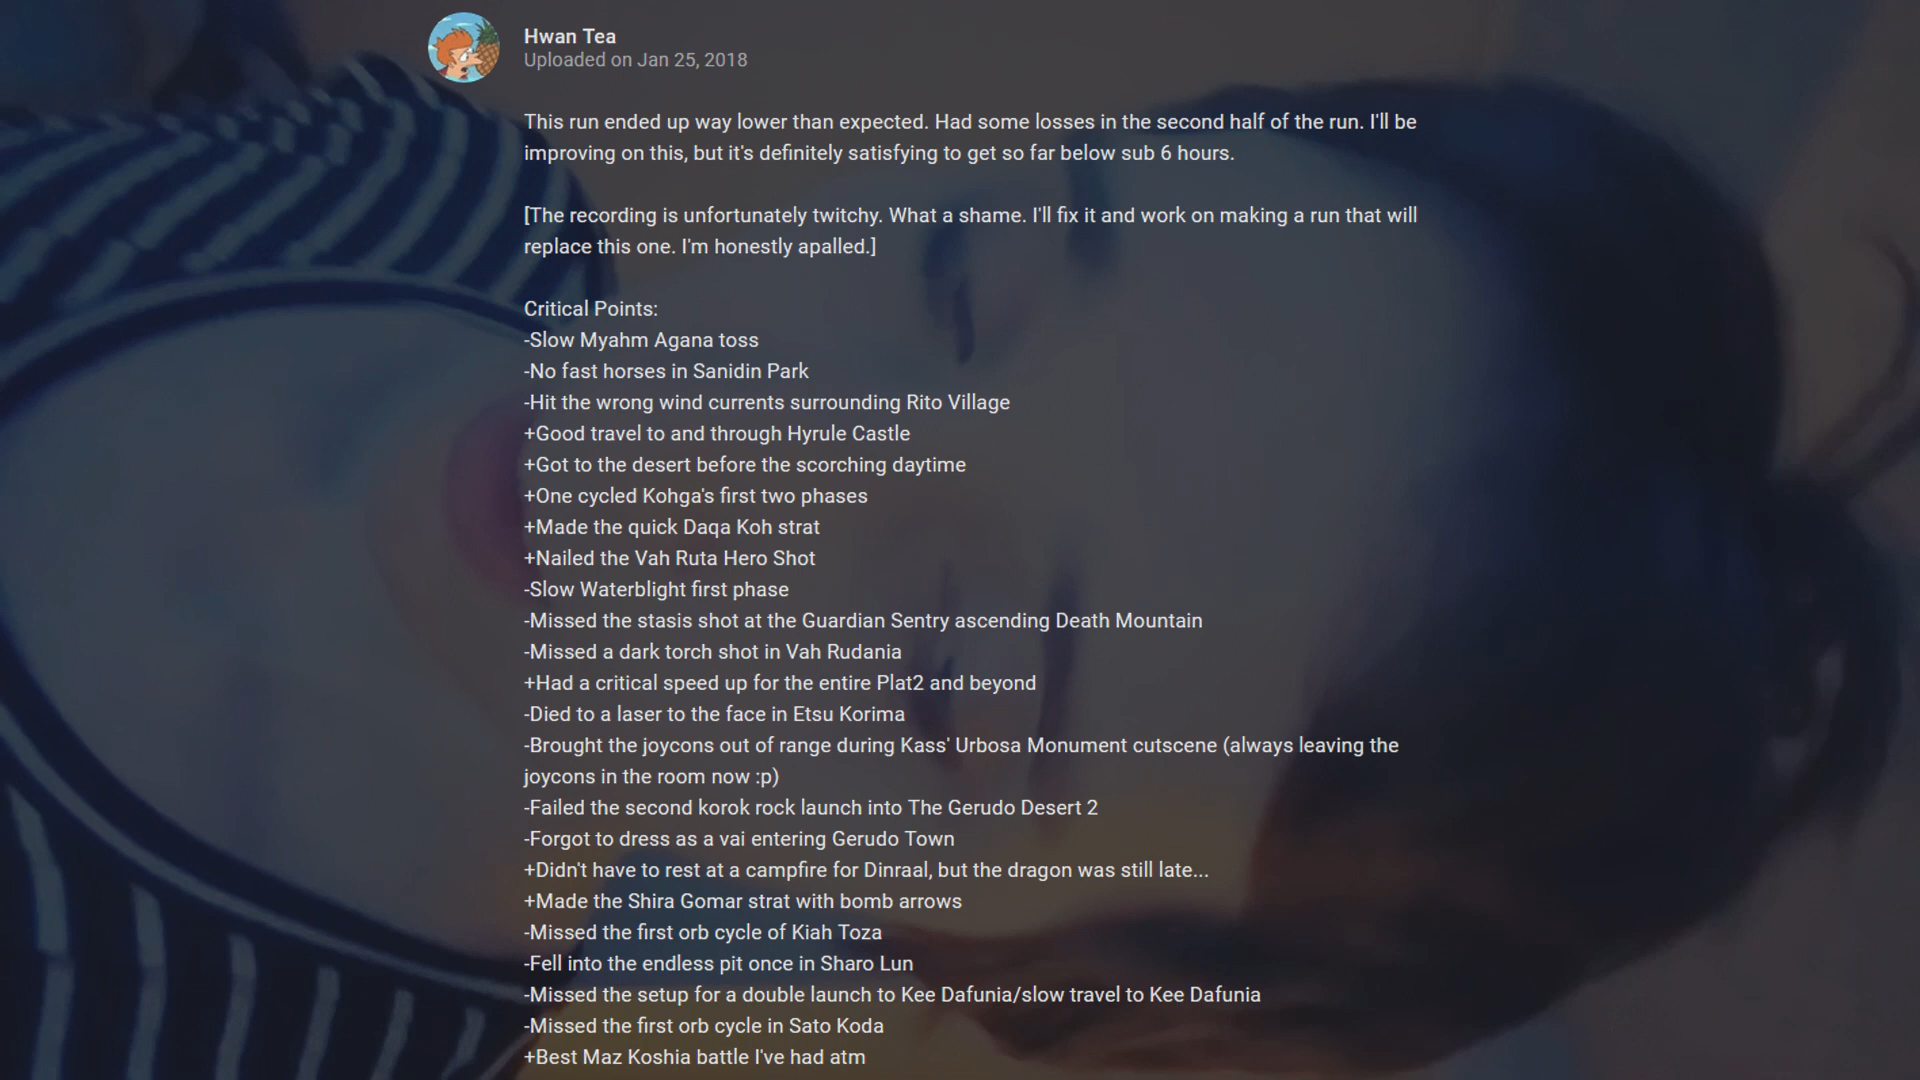 Hwan Tea
Uploaded on Jan 25, 2018
This run ended up way lower than expected. Had some losses in the second half of the run. I'll be
improving on this, but it's definitely satisfying to get so far below sub 6 hours.
[The recording is unfortunately twitchy. What a shame. I'll fix it and work on making a run that will
replace this one. I'm honestly apalled.]
Critical Points:
-Slow Myahm Agana toss
-No fast horses in Sanidin Park
-Hit the wrong wind currents surrounding Rito Village
+Good travel to and through Hyrule Castle
+Got to the desert before the scorching daytime
+One cycled Kohga's first two phases
+Made the quick Daqa Koh strat
+Nailed the Vah Ruta Hero Shot
-Slow Waterblight first phase
-Missed the stasis shot at the Guardian Sentry ascending Death Mountain
-Missed a dark torch shot in Vah Rudania
+Had a critical speed up for the entire Plat2 and beyond
-Died to a laser to the face in Etsu Korima
-Brought the joycons out of range during Kass' Urbosa Monument cutscene (always leaving the
joycons in the room now :p)
-Failed the second korok rock launch into The Gerudo Desert 2
-Forgot to dress as a vai entering Gerudo Town
+Didn't have to rest at a campfire for Dinraal, but the dragon was still late...
+Made the Shira Gomar strat with bomb arrows
-Missed the first orb cycle of Kiah Toza
-Fell into the endless pit once in Sharo Lun
-Missed the setup for a double launch to Kee Dafunia/slow travel to Kee Dafunia
-Missed the first orb cycle in Sato Koda
+Best Maz Koshia battle I've had atm